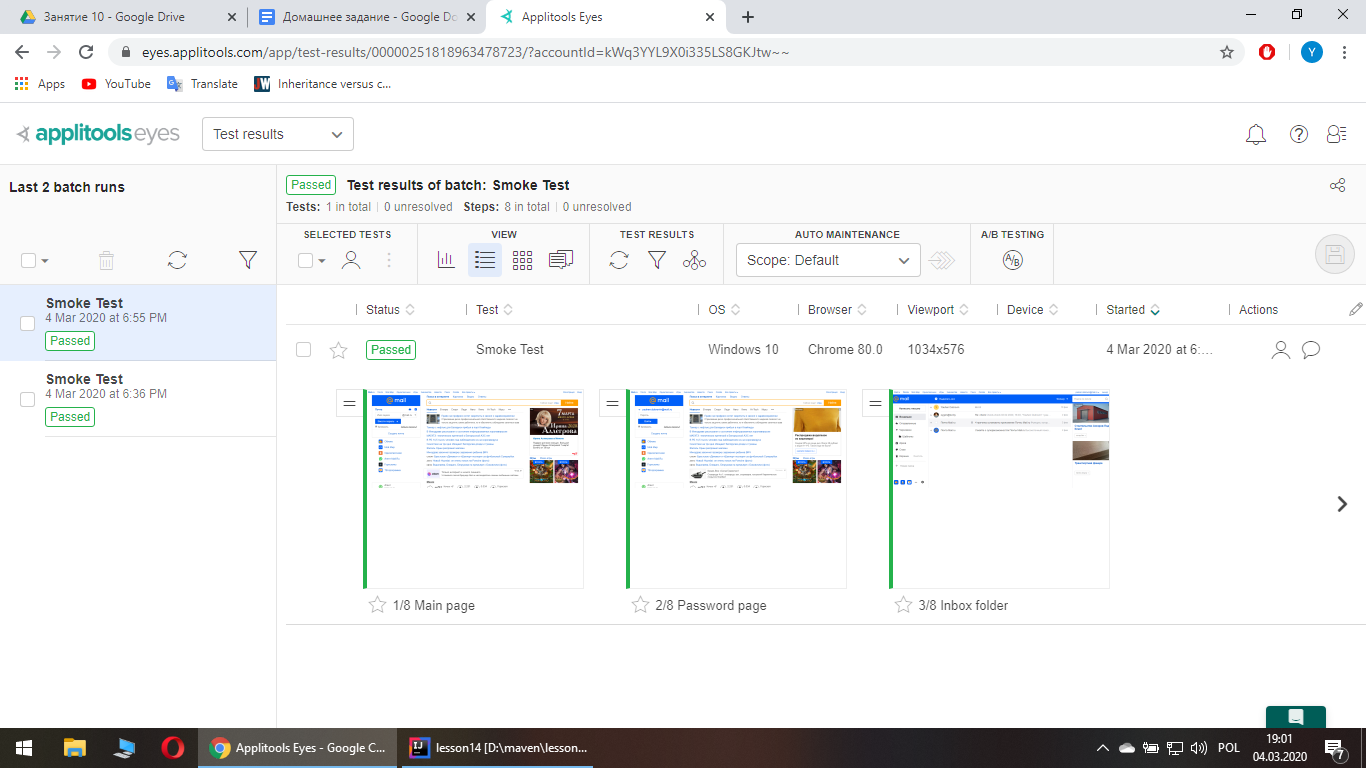 Занятие 10 - Google Drive
Домашнее задание - Google Do
Applitools Eyes
eyes.applitools.com/app/test-results/00000251818963478723/?accountId=kWq3YYL9X0i335LS8GKJtw~~
Y
Apps
YouTube
Translate
Inheritance versus c...
applitools eyes
Test results
Last 2 batch runs
Passed
Test results of batch: Smoke Test
Tests: 1 in total | 0 unresolved Steps: 8 in total | 0 unresolved
SELECTED TESTS
VIEW
TEST RESULTS
AUTO MAINTENANCE
A/B TESTING
Scope: Default
A/B
Smoke Test
4 Mar 2020 at 6:55 PM
Passed
Smoke Test
4 Mar 2020 at 6:36 PM
Passed
Status
Test
OS
Browser
Viewport
Device
Started
Actions
Passed
Smoke Test
Windows 10
Chrome 80.0
1034x576
4 Mar 2020 at 6:...
@mail
@mail
@mail
1/8 Main page
2/8 Password page
3/8 Inbox folder
Applitools Eyes - Google C...
lesson14 [D:\maven\lesson...
POL
19:01
04.03.2020
7